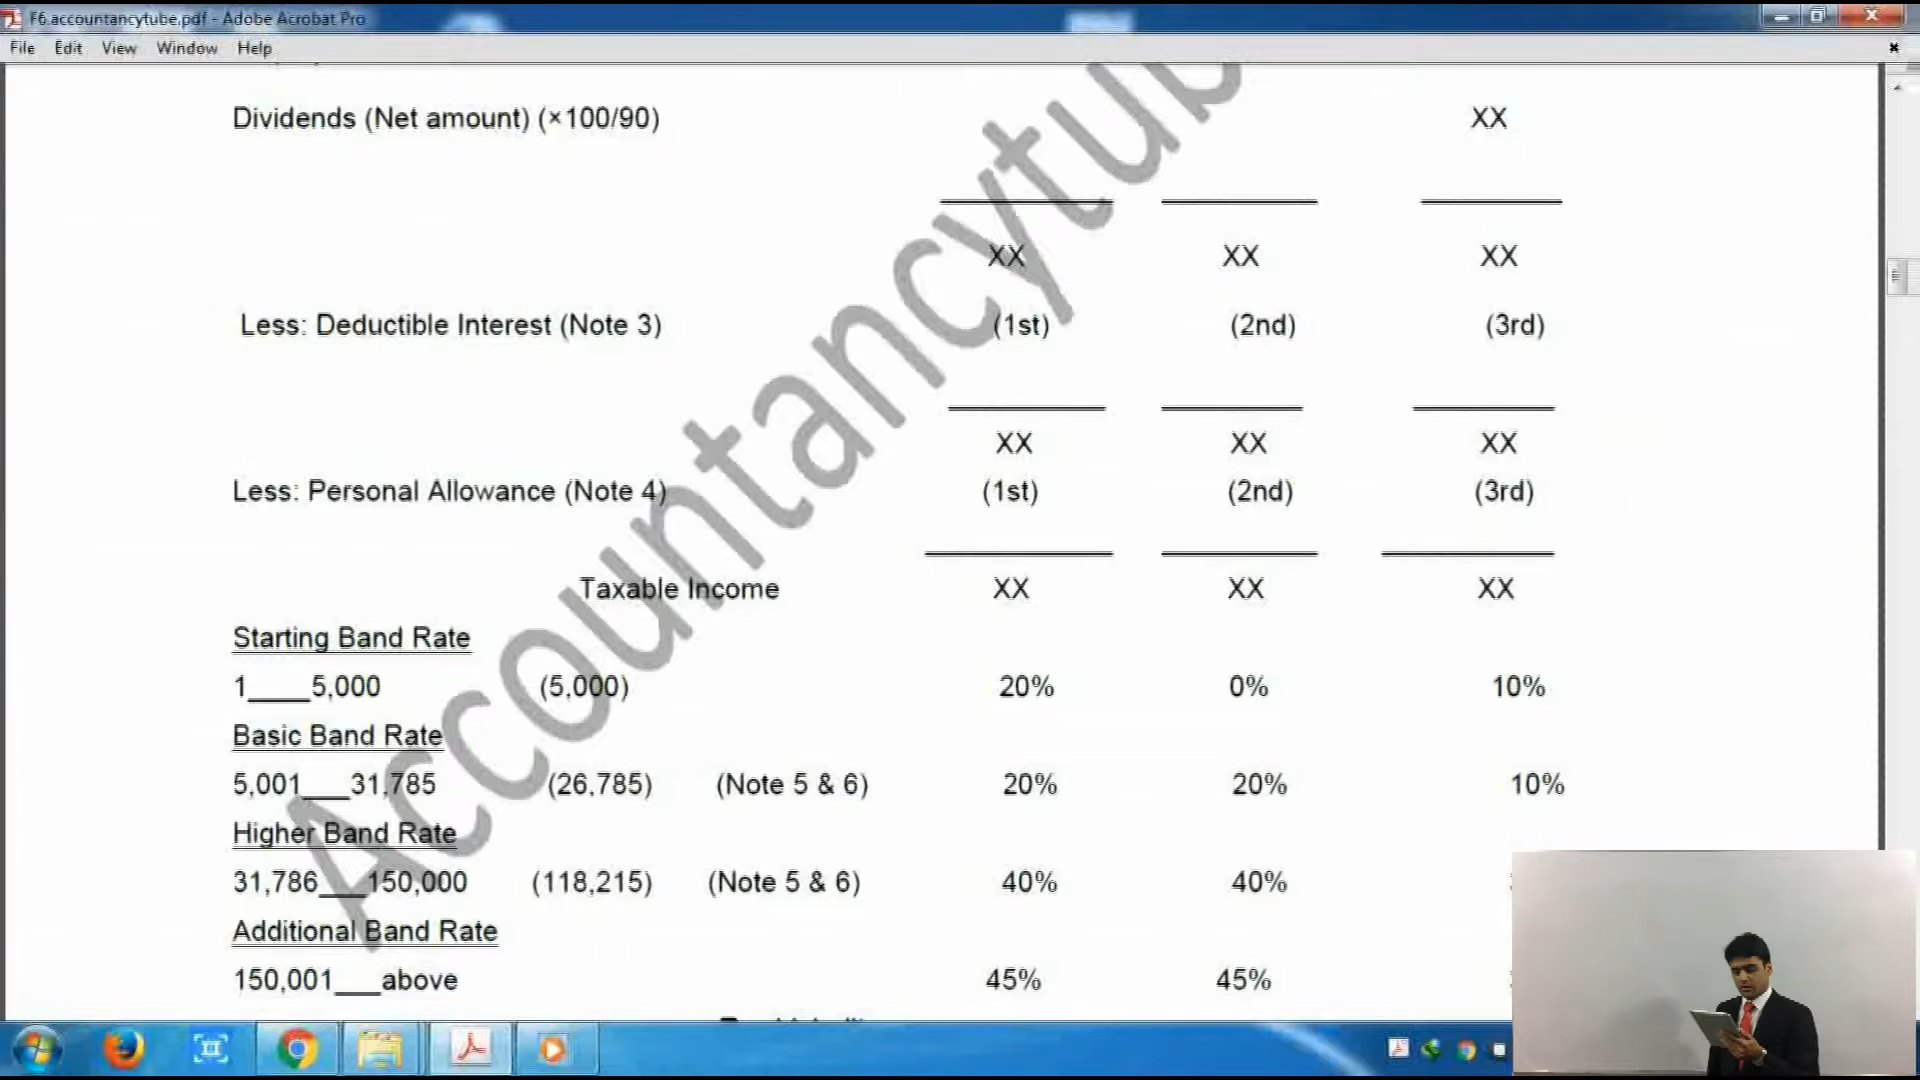 F6.accountancytube.pdf - Adobe Acrobat Pro
File Edit View Window Help
Dividends (Net amount) (×100/90) XX
XX XX XX
Less: Deductible Interest (Note 3) (1st) (2nd) (3rd)
XX XX XX
Less: Personal Allowance (Note 4) (1st) (2nd) (3rd)
Taxable Income XX XX XX
Starting Band Rate
1____5,000 (5,000) 20% 0% 10%
Basic Band Rate
5,001___31,785 (26,785) (Note 5 & 6) 20% 20% 10%
Higher Band Rate
31,786___150,000 (118,215) (Note 5 & 6) 40% 40%
Additional Band Rate
150,001___above 45% 45%
Accountancytub